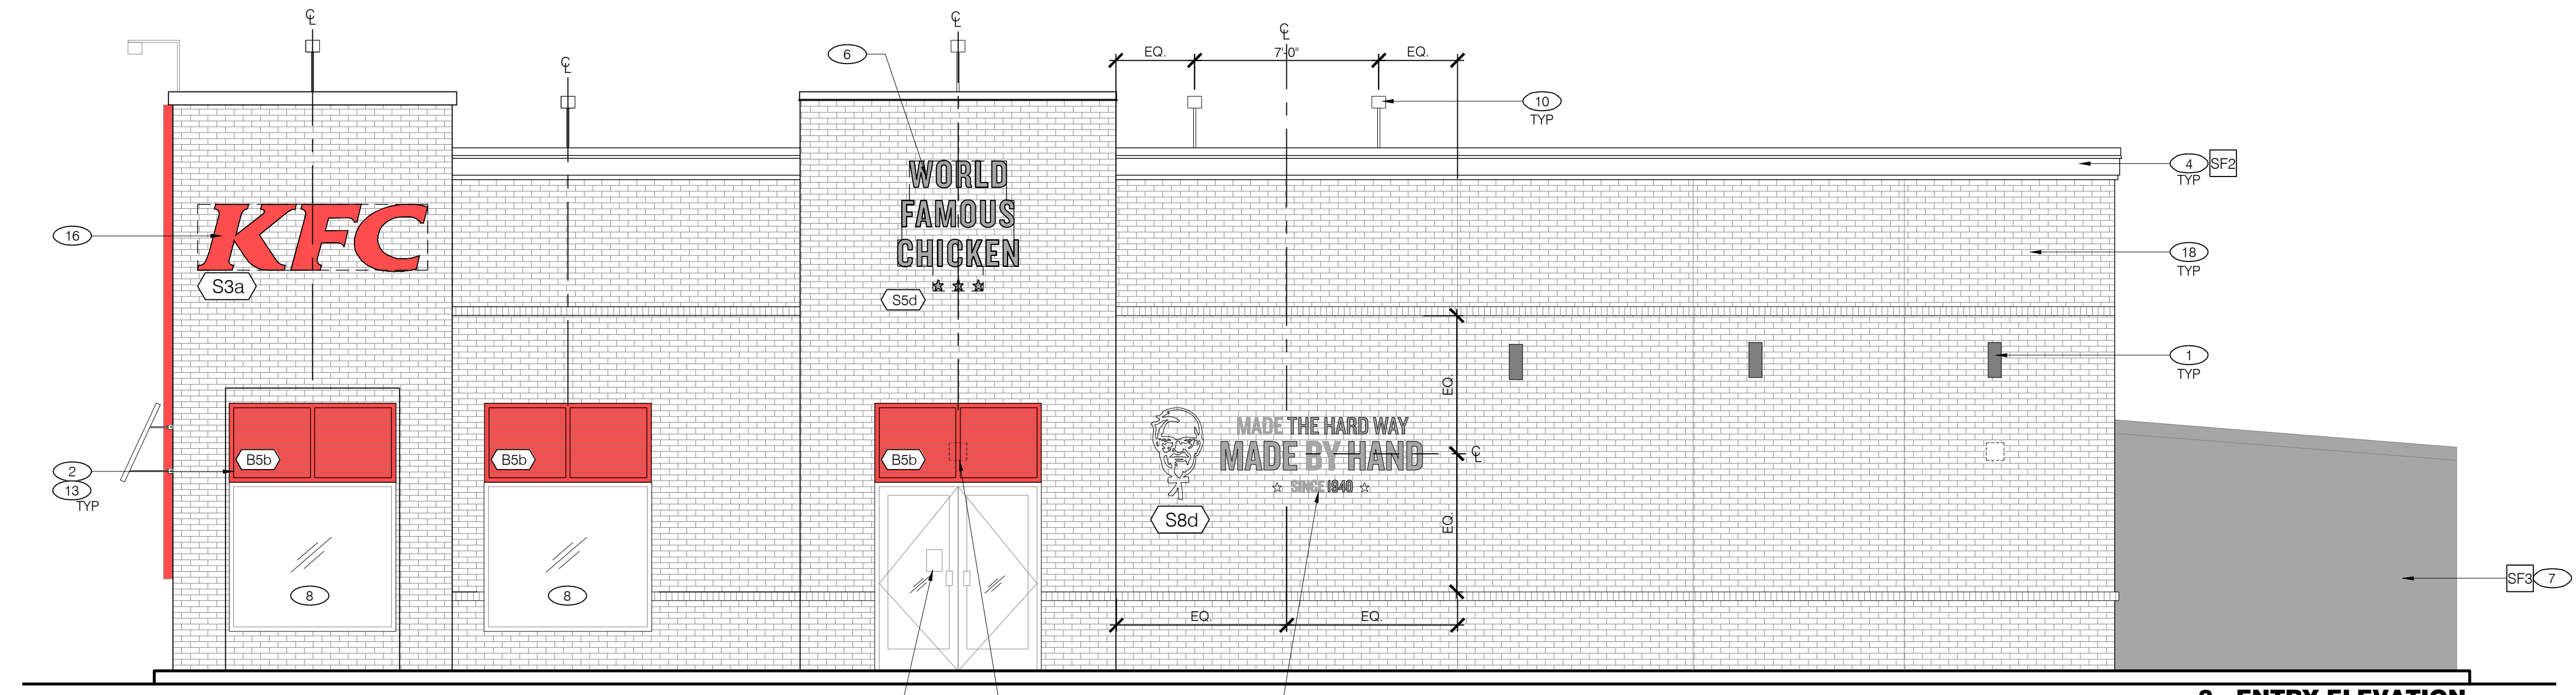 ℄
℄
℄
℄
6
EQ.
7'-0"
EQ.
10
TYP
4
SF2
TYP
WORLD
FAMOUS
CHICKEN
16
KFC
S3a
S5d
18
TYP
1
TYP
EQ.
MADE THE HARD WAY
MADE BY HAND
℄
SINCE 1940
B5b
B5b
B5b
2
13
TYP
S8d
EQ.
8
8
SF3
7
EQ.
EQ.